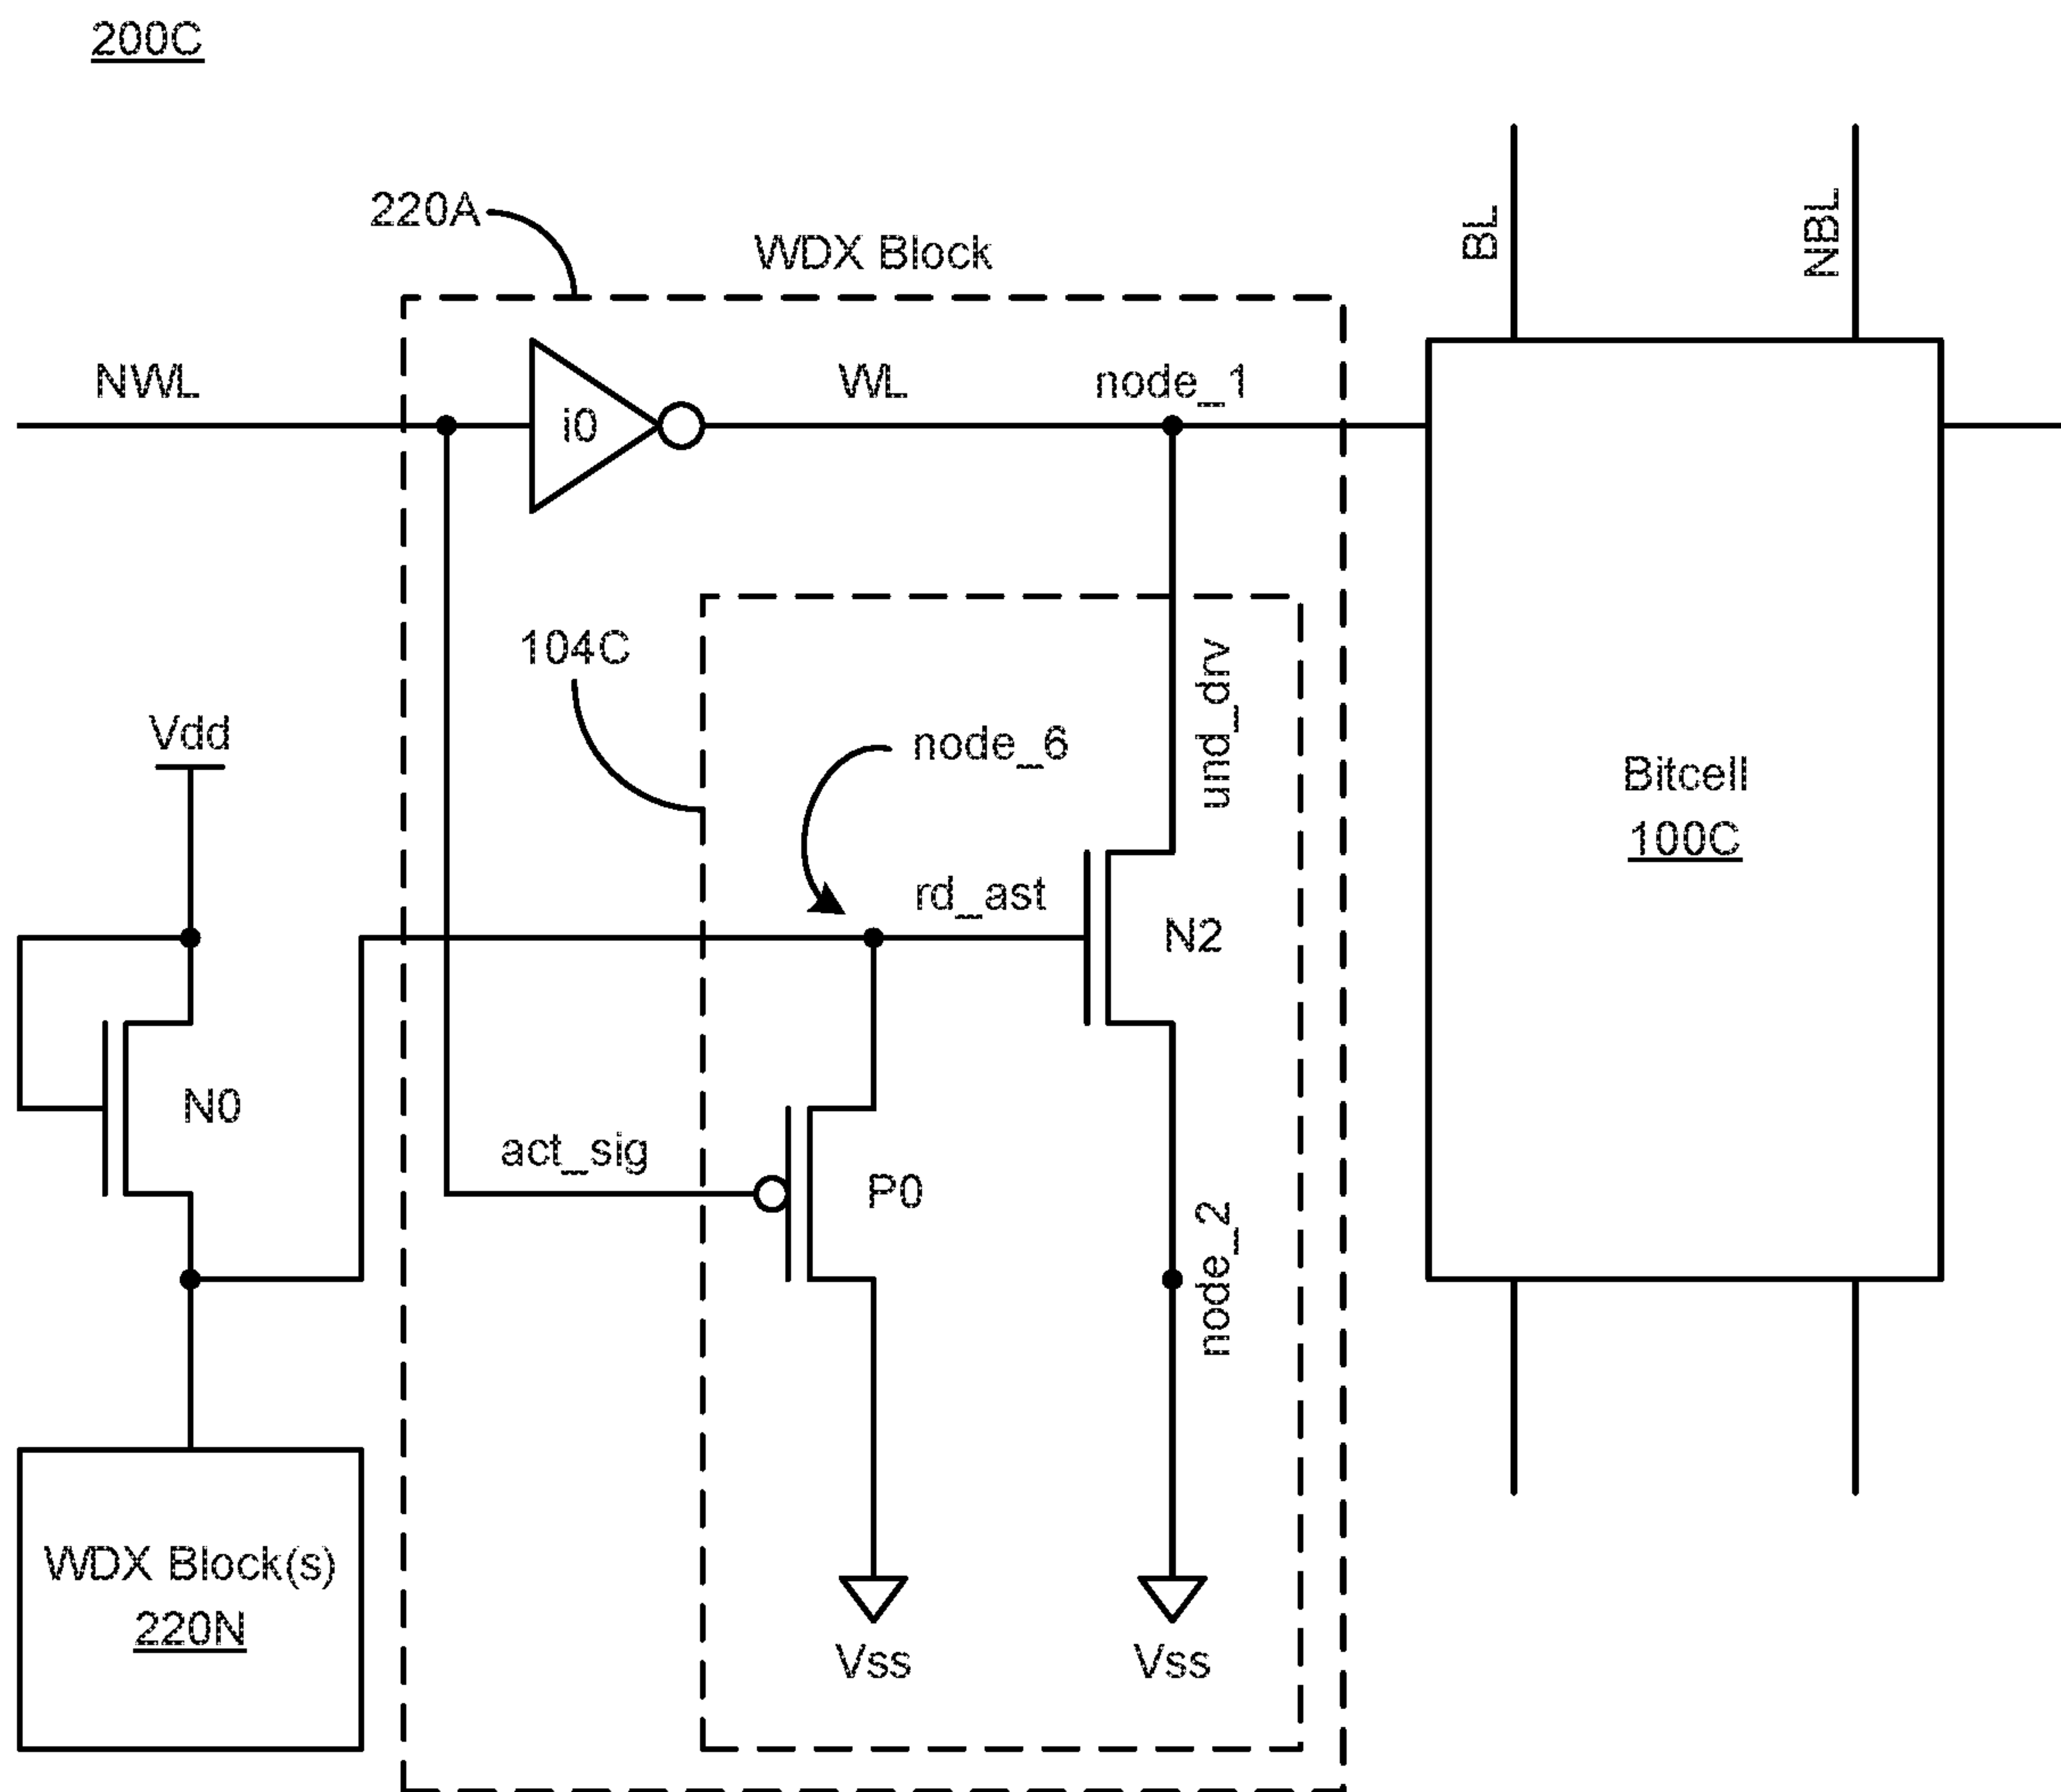 200C
220A
WDX Block
BL
NBL
NWL
i0
WL
node_1
104C
und_drv
node_6
Vdd
Bitcell
100C
rd_ast
N2
N0
act_sig
P0
node_2
WDX Block(s)
220N
Vss
Vss